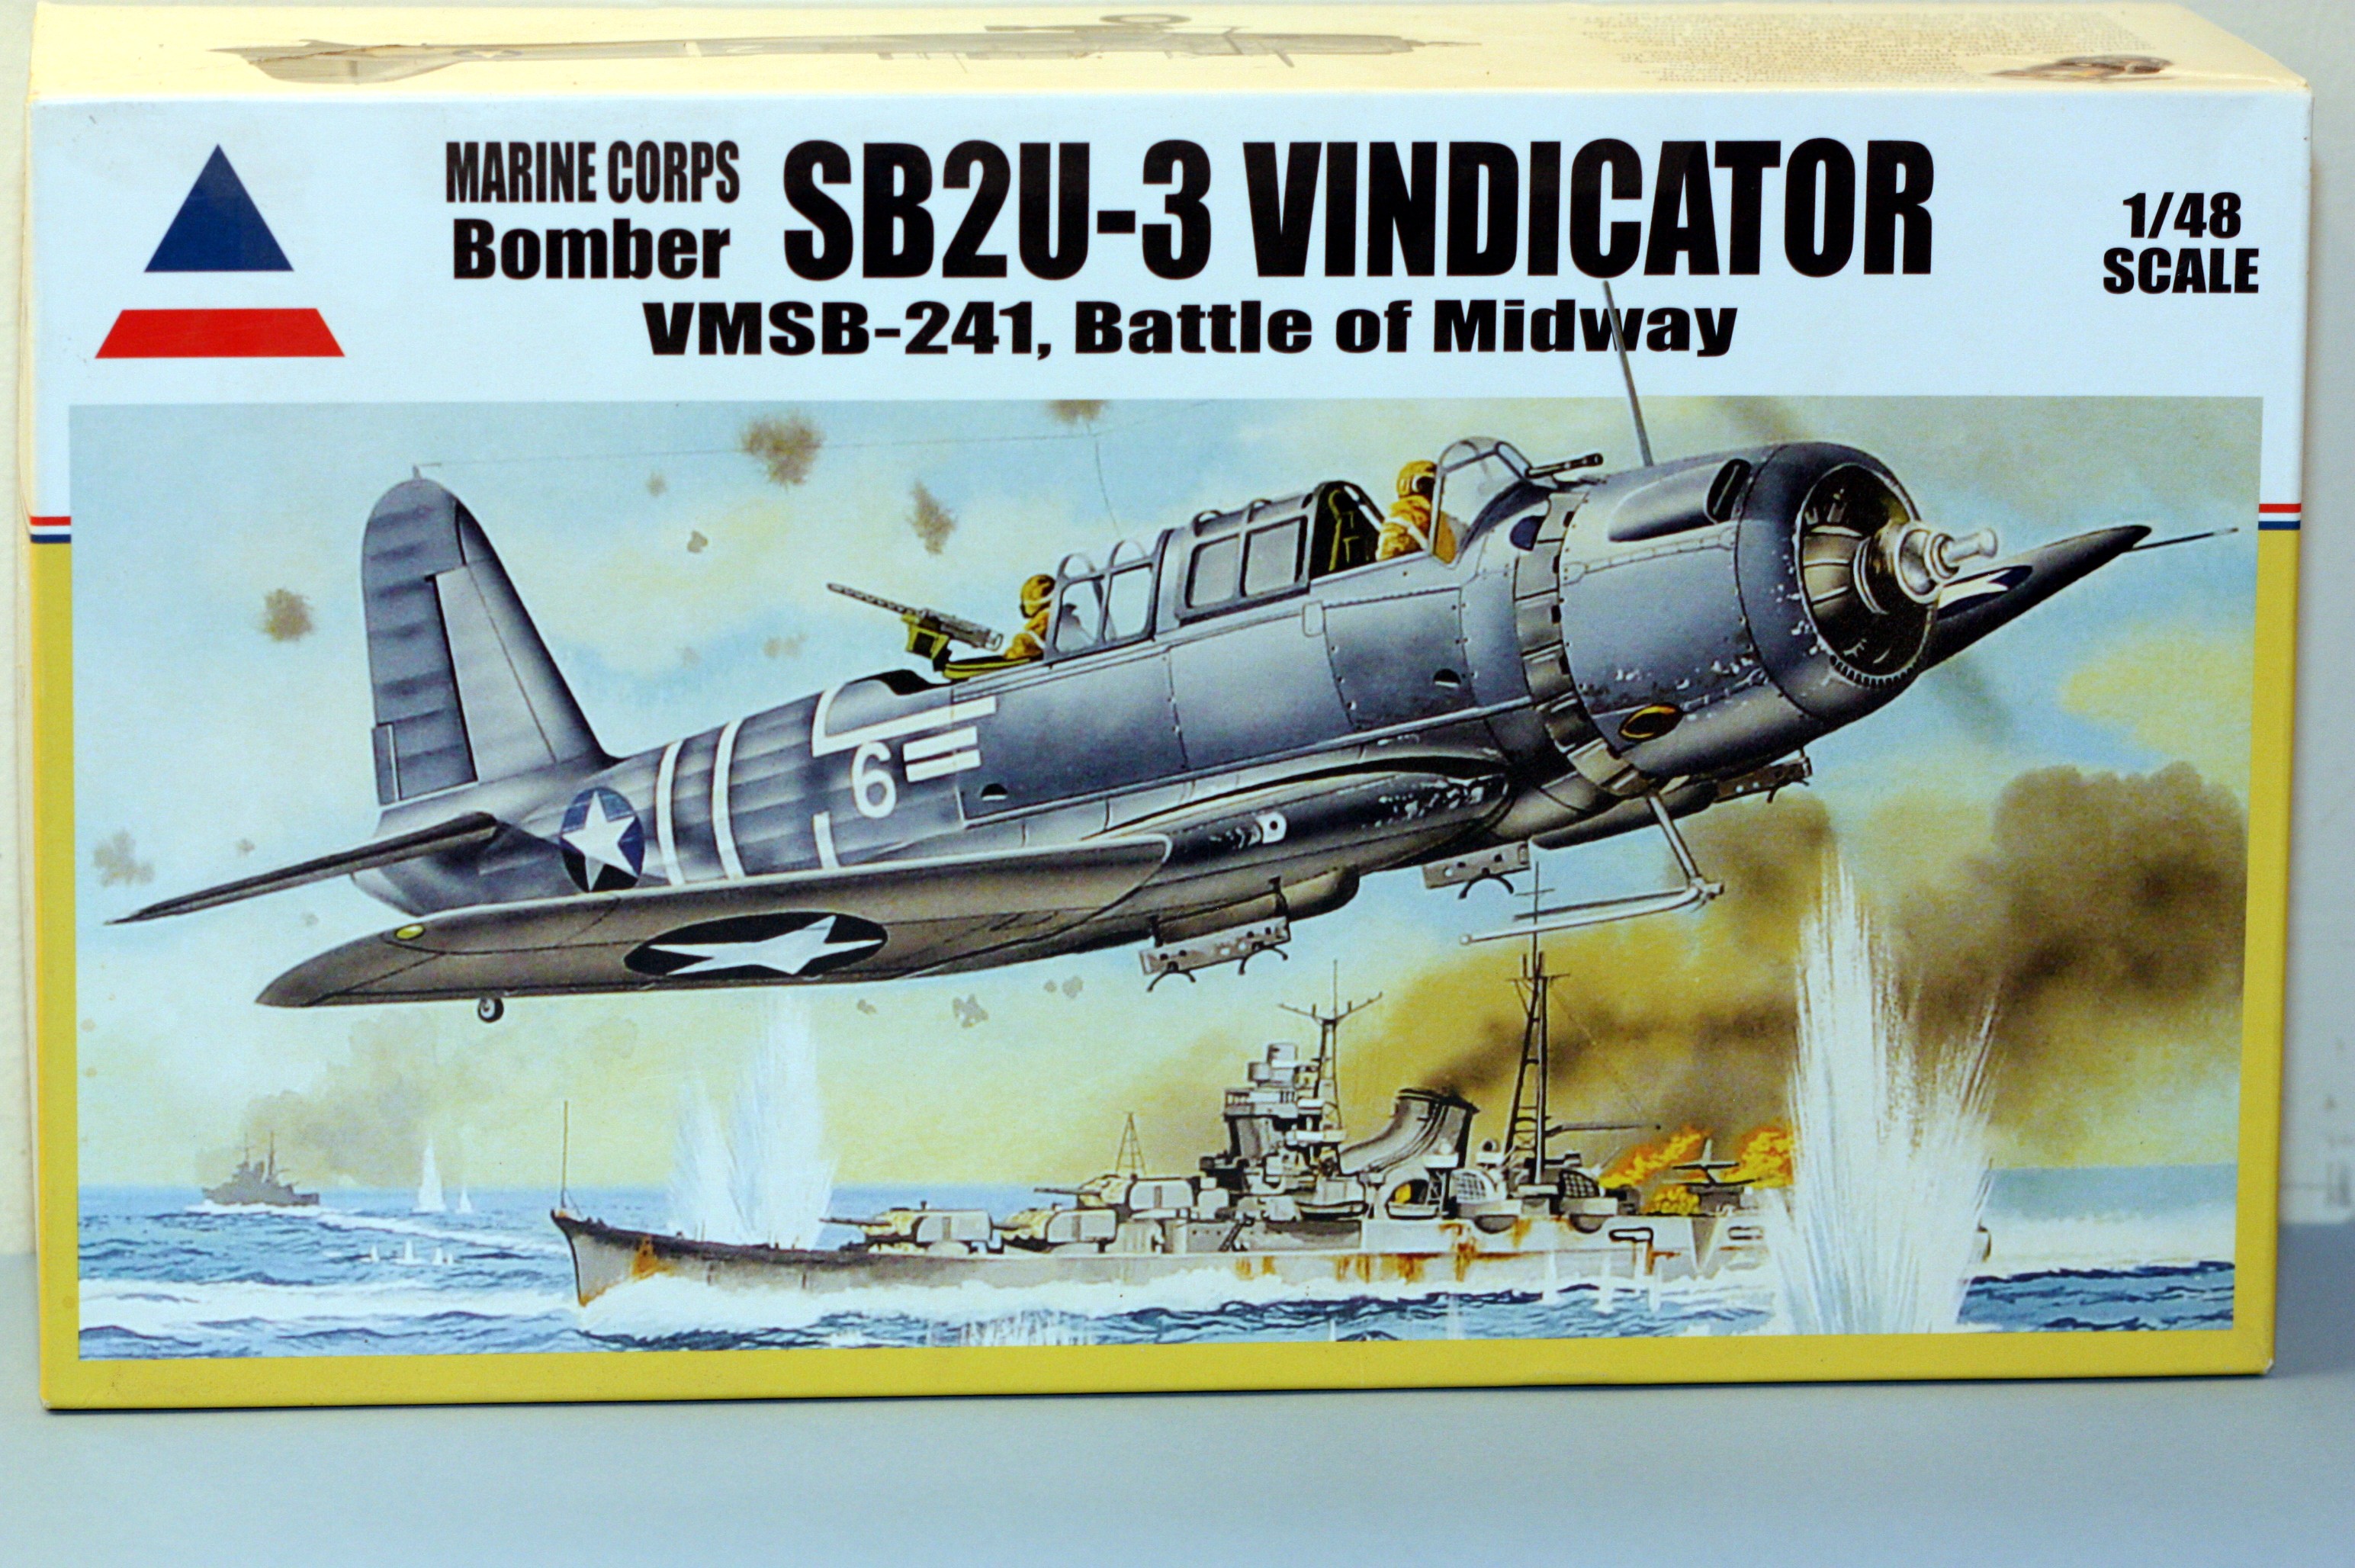 MARINE CORPS
Bomber
SB2U-3 VINDICATOR
VMSB-241, Battle of Midway
1/48
SCALE
6